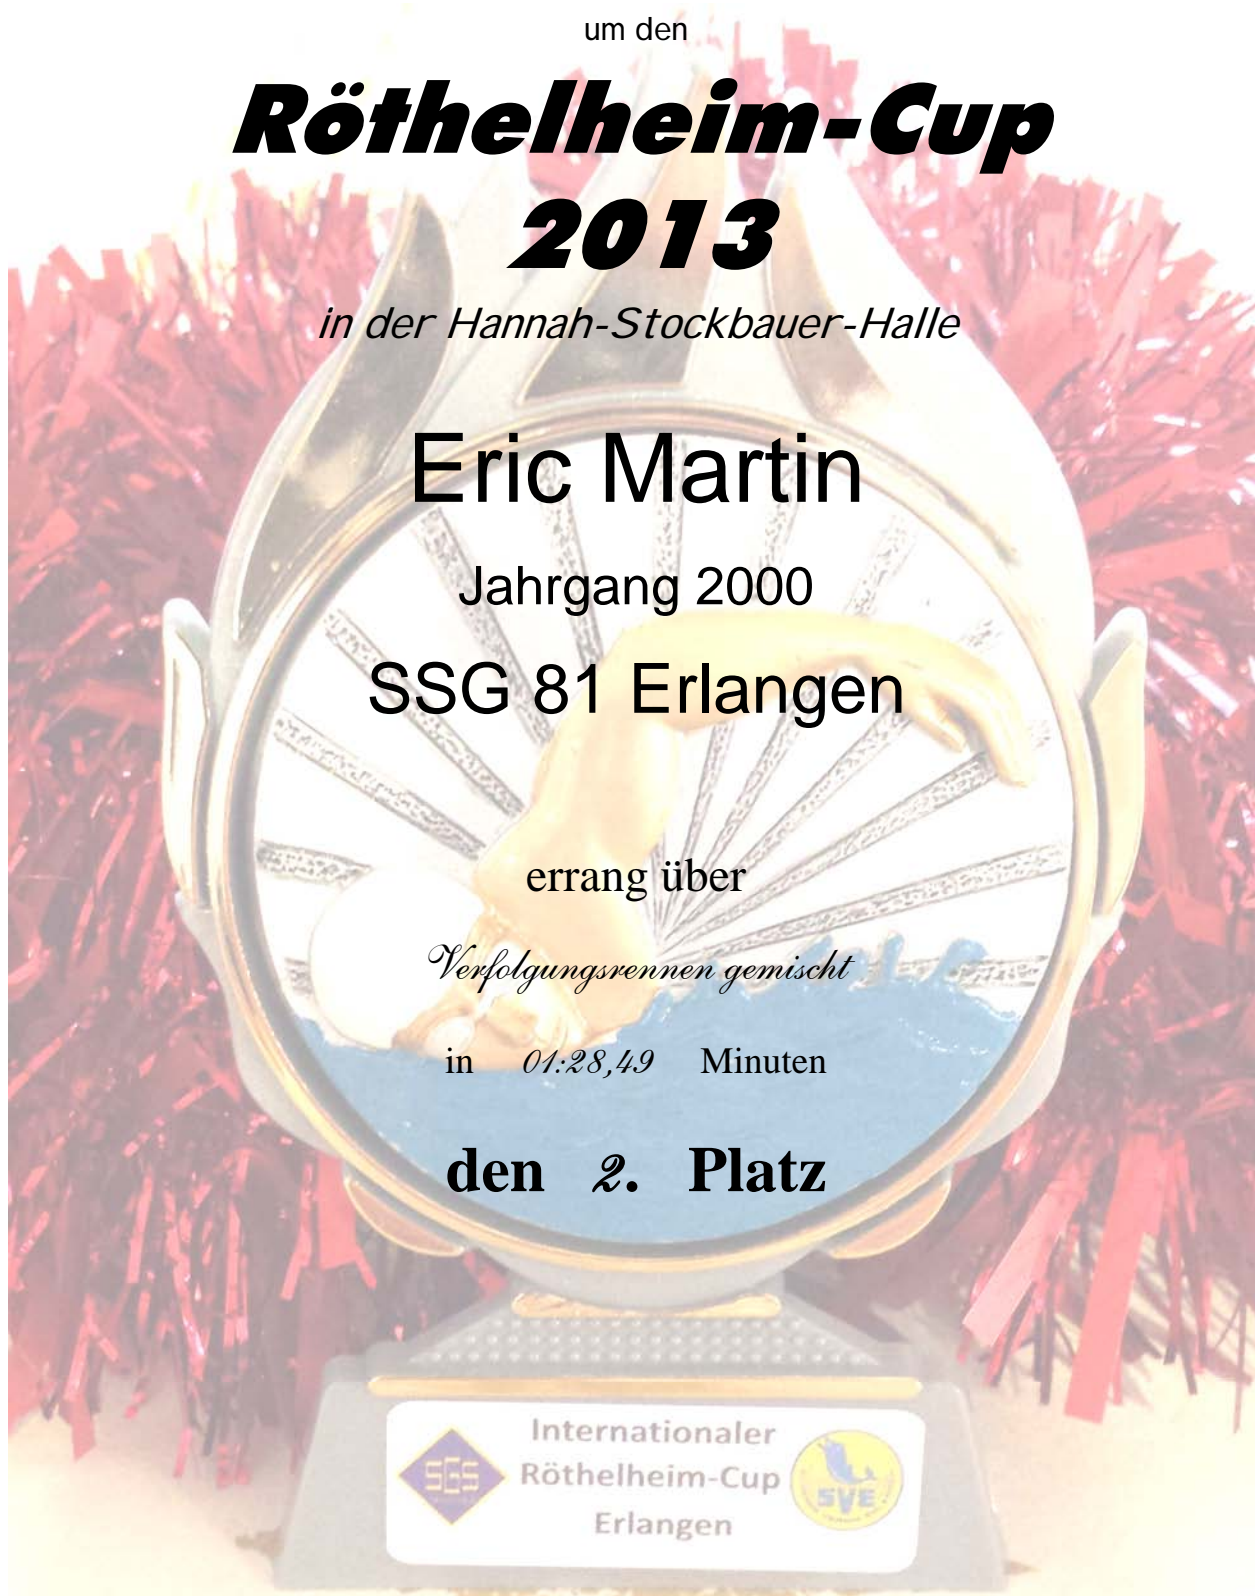 um den
Röthelheim-Cup
2013
in der Hannah-Stockbauer-Halle
Eric Martin
Jahrgang 2000
SSG 81 Erlangen
errang über
Verfolgungsrennen gemischt
in 01:28,49 Minuten
den 2. Platz
Internationaler
SGS Röthelheim-Cup SVE
Erlangen